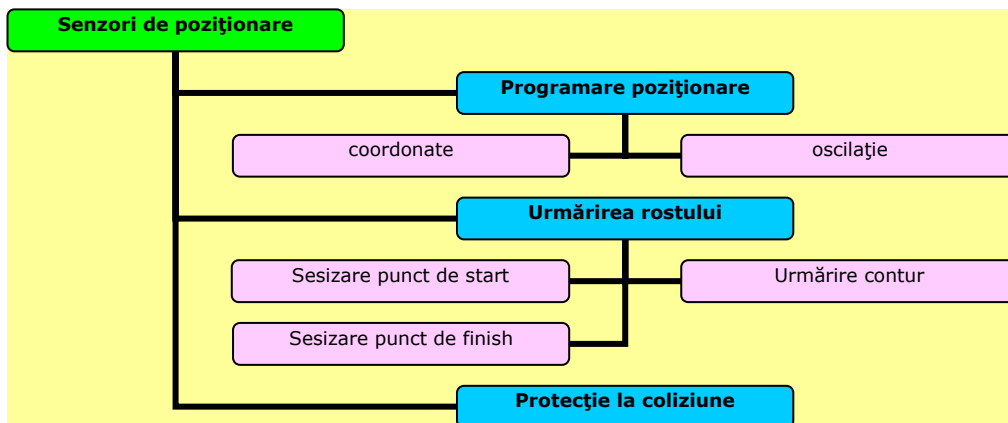 Senzori de poziţionare
Programare poziţionare
coordonate
oscilaţie
Urmărirea rostului
Sesizare punct de start
Urmărire contur
Sesizare punct de finish
Protecţie la coliziune